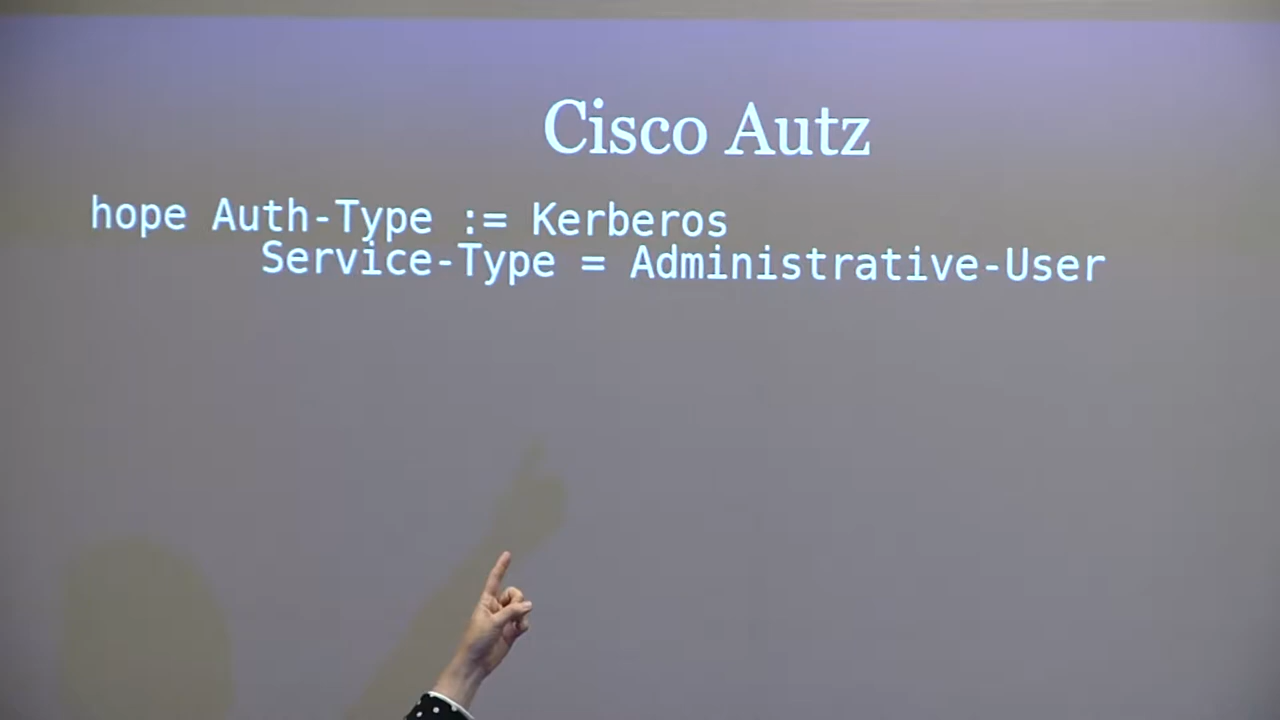 Cisco Autz
hope Auth-Type := Kerberos
Service-Type = Administrative-User